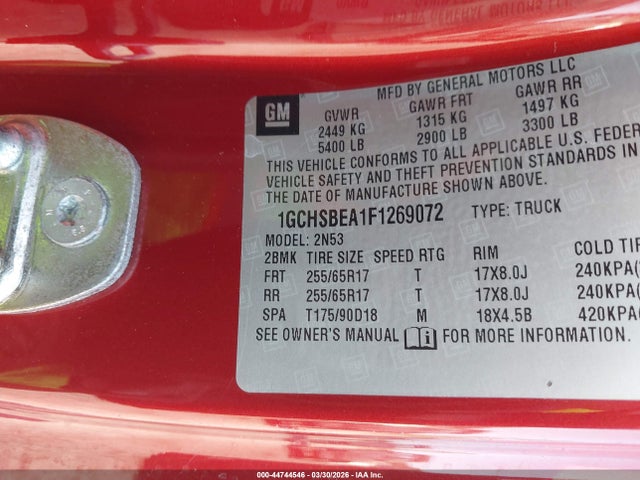 MFD BY GENERAL MOTORS LLC
GM
GVWR GAWR FRT GAWR RR
2449 KG 1315 KG 1497 KG
5400 LB 2900 LB 3300 LB
THIS VEHICLE CONFORMS TO ALL APPLICABLE U.S. FEDER
VEHICLE SAFETY AND THEFT PREVENTION STANDARDS IN
THE DATE OF MANUFACTURE SHOWN ABOVE.
1GCHSBEA1F1269072 TYPE: TRUCK
MODEL: 2N53
2BMK TIRE SIZE SPEED RTG RIM COLD TI
FRT 255/65R17 T 17X8.0J 240KPA(
RR 255/65R17 T 17X8.0J 240KPA(
SPA T175/90D18 M 18X4.5B 420KPA(
SEE OWNER'S MANUAL FOR MORE INFORMATION.
000-44744546 - 03/30/2026 - IAA Inc.